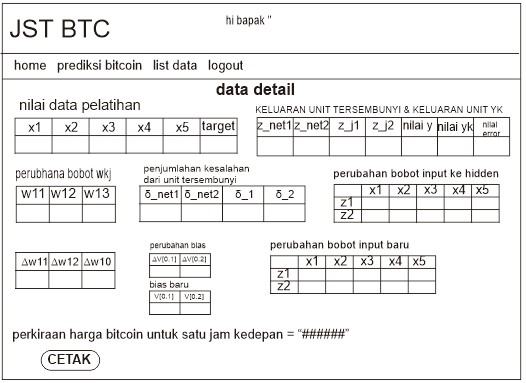 hi bapak "
JST BTC
home prediksi bitcoin list data logout
data detail
nilai data pelatihan
x1 x2 x3 x4 x5 target
KELUARAN UNIT TERSEMBUNYI & KELUARAN UNIT YK
z_net1 z_net2 z_j1 z_j2 nilai y nilai yk nilai error
perubhana bobot wkj
w11 w12 w13
penjumlahan kesalahan
dari unit tersembunyi
δ_net1 δ_net2 δ_1 δ_2
perubahan bobot input ke hidden
x1 x2 x3 x4 x5
z1
z2
Δw11 Δw12 Δw10
perubahan bias
ΔV[0.1] ΔV[0.2]
bias baru
V[0.1] V[0.2]
perubahan bobot input baru
x1 x2 x3 x4 x5
z1
z2
perkiraan harga bitcoin untuk satu jam kedepan = “######”
CETAK